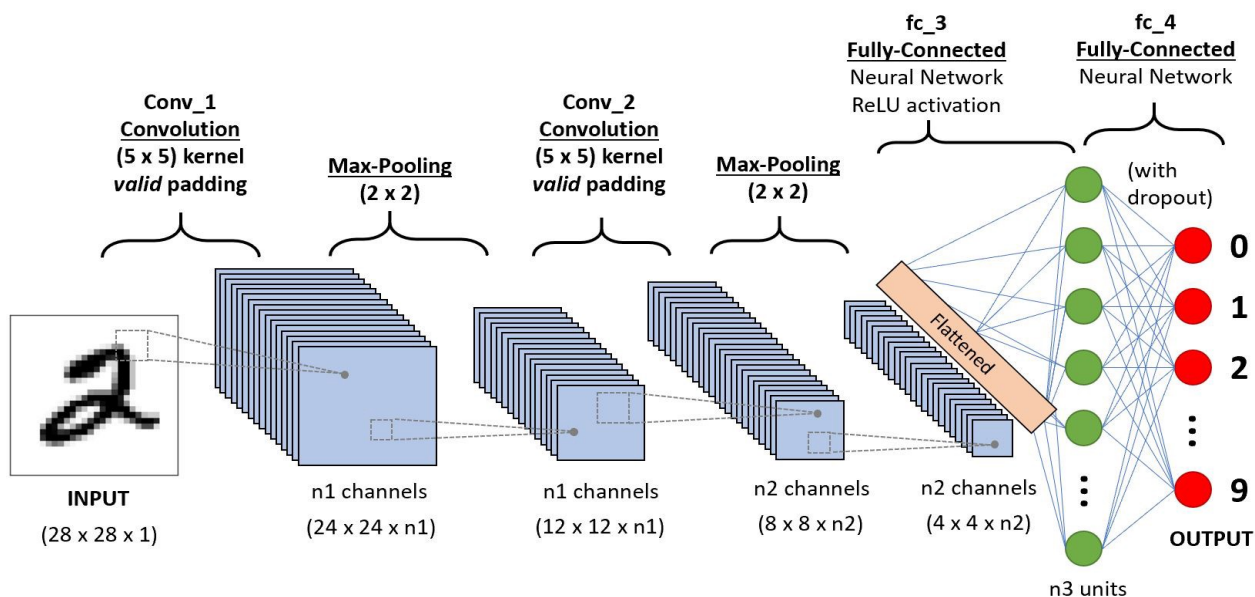 fc_3
Fully-Connected
Neural Network
ReLU activation
fc_4
Fully-Connected
Neural Network
Conv_1
Convolution
(5 x 5) kernel
valid padding
Max-Pooling
(2 x 2)
Conv_2
Convolution
(5 x 5) kernel
valid padding
Max-Pooling
(2 x 2)
(with
dropout)
Flattened
0
1
2
...
9
...
INPUT
(28 x 28 x 1)
n1 channels
(24 x 24 x n1)
n1 channels
(12 x 12 x n1)
n2 channels
(8 x 8 x n2)
n2 channels
(4 x 4 x n2)
OUTPUT
n3 units
2